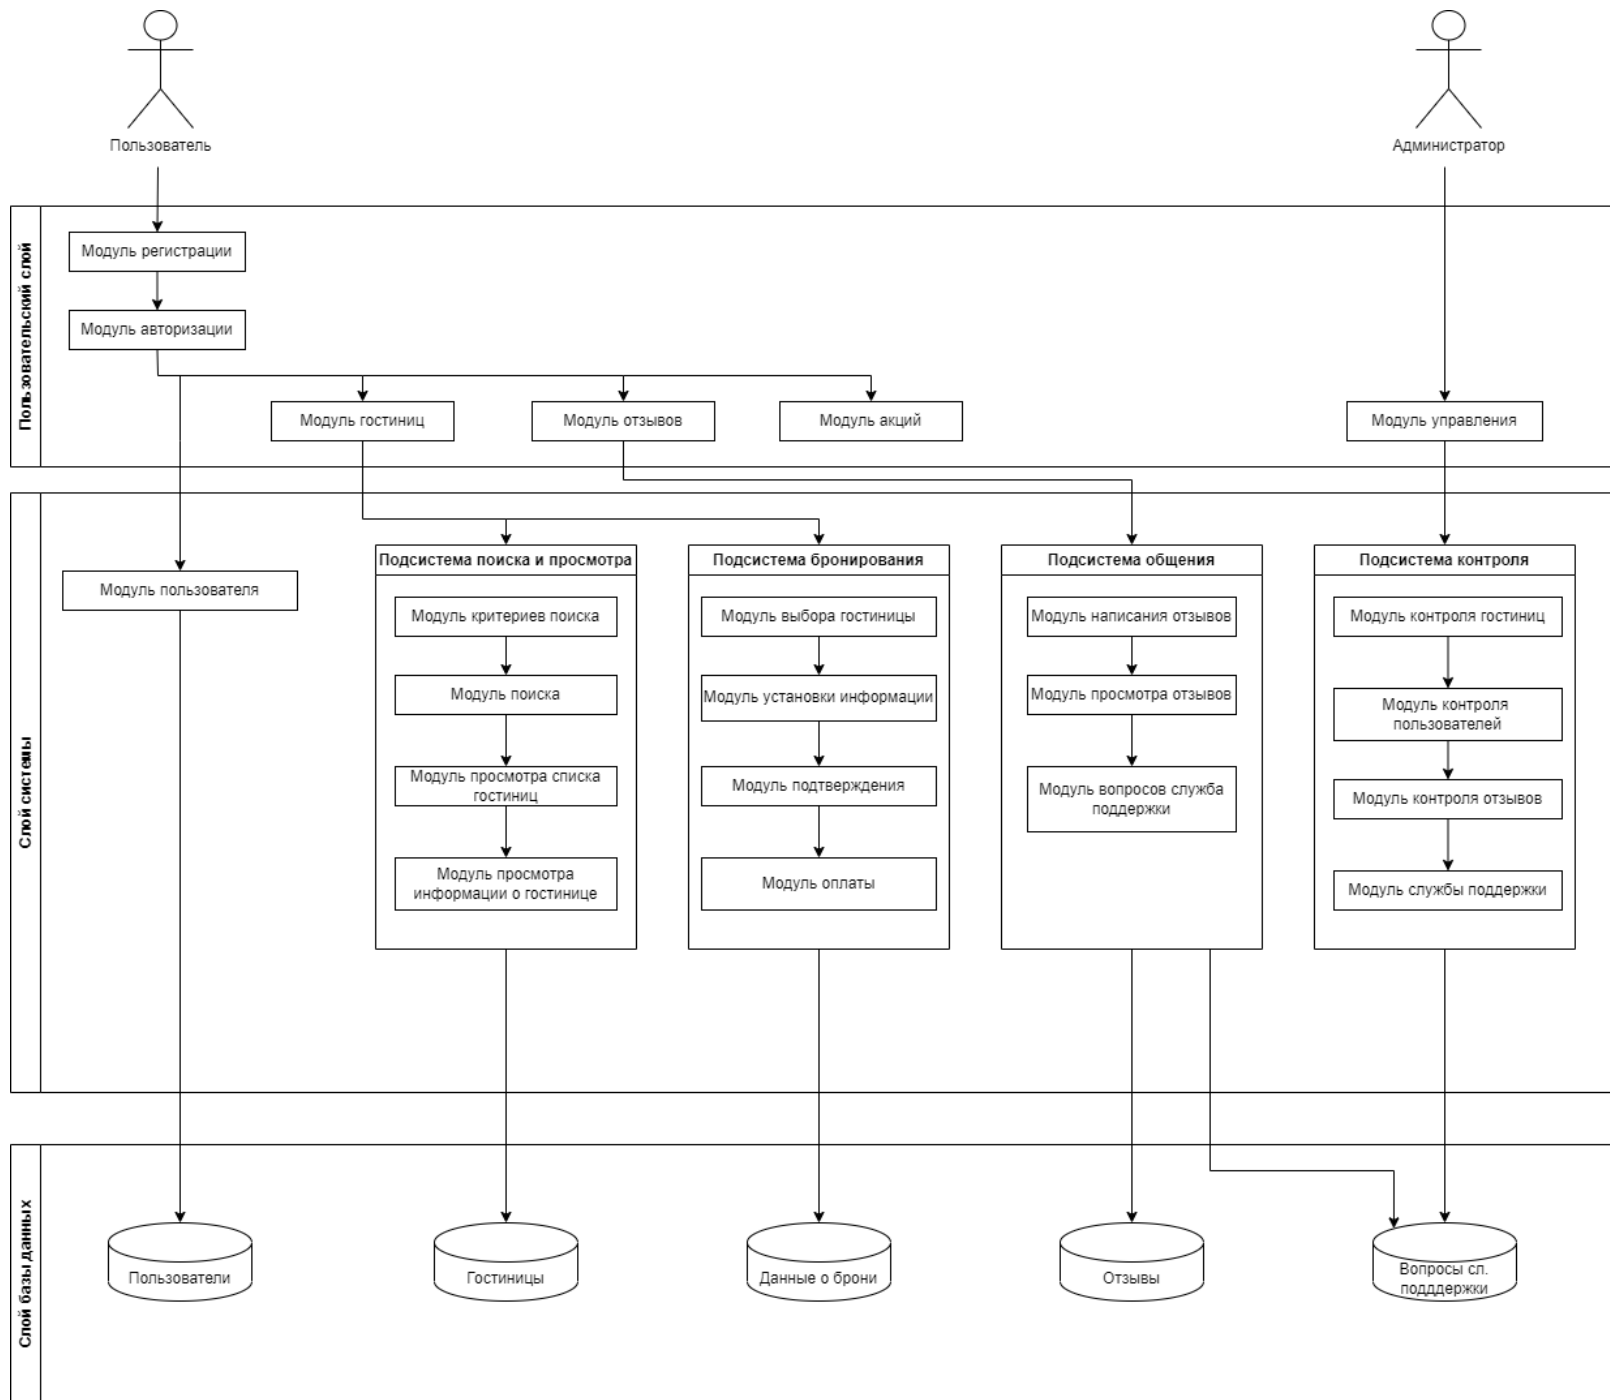 Пользователь
Администратор
Пользовательский слой
Модуль регистрации
Модуль авторизации
Модуль гостиниц
Модуль отзывов
Модуль акций
Модуль управления
Слой системы
Модуль пользователя
Подсистема поиска и просмотра
Модуль критериев поиска
Модуль поиска
Модуль просмотра списка
гостиниц
Модуль просмотра
информации о гостинице
Подсистема бронирования
Модуль выбора гостиницы
Модуль установки информации
Модуль подтверждения
Модуль оплаты
Подсистема общения
Модуль написания отзывов
Модуль просмотра отзывов
Модуль вопросов служба
поддержки
Подсистема контроля
Модуль контроля гостиниц
Модуль контроля
пользователей
Модуль контроля отзывов
Модуль службы поддержки
Слой базы данных
Пользователи
Гостиницы
Данные о брони
Отзывы
Вопросы сл.
подддержки